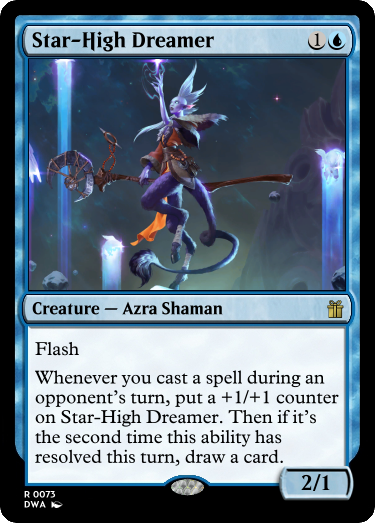 Star-High Dreamer 1
Creature — Azra Shaman
Flash
Whenever you cast a spell during an
opponent's turn, put a +1/+1 counter
on Star-High Dreamer. Then if it's
the second time this ability has
resolved this turn, draw a card.
2/1
R 0073
DWA